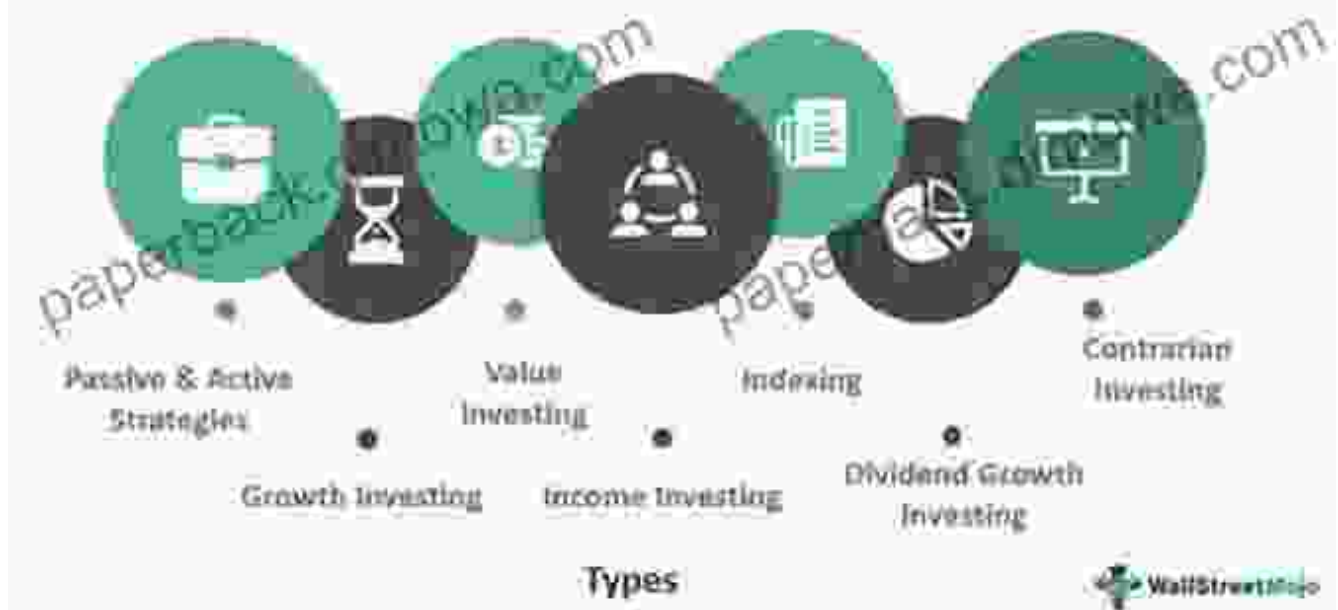 Passive & Active
Strategies
Growth Investing
Value
Investing
Income Investing
Indexing
Dividend Growth
Investing
Contrarian
Investing
Types
WallStreetMojo